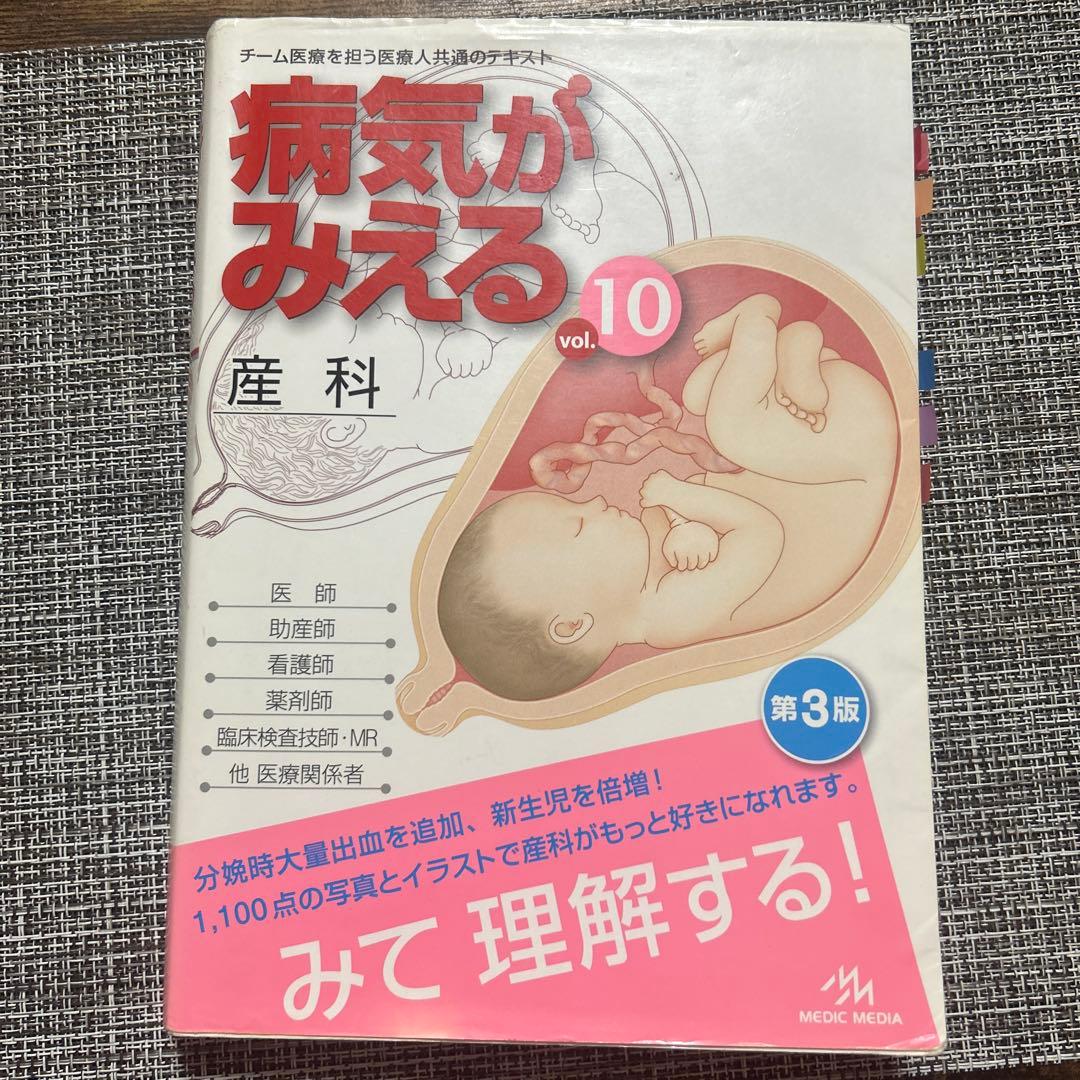 チーム医療を担う医療人共通のテキスト
病気が
みえる
vol.10
産科
医師
助産師
看護師
薬剤師
臨床検査技師・MR
他 医療関係者
第3版
分娩時大量出血を追加、新生児を倍増!
1,100点の写真とイラストで産科がもっと好きになれます。
みて 理解する!
MEDIC MEDIA